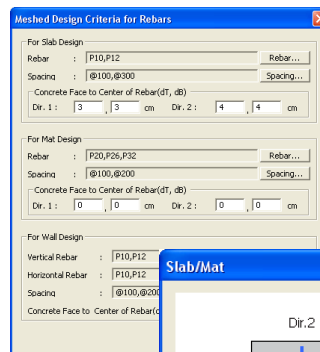 Meshed Design Criteria for Rebars
For Slab Design
Rebar : P10,P12 Rebar...
Spacing : @100,@300 Spacing...
Concrete Face to Center of Rebar(dT, dB)
Dir. 1 : 3 , 3 cm Dir. 2 : 4 , 4 cm
For Mat Design
Rebar : P20,P26,P32 Rebar...
Spacing : @100,@200 Spacing...
Concrete Face to Center of Rebar(dT, dB)
Dir. 1 : 0 , 0 cm Dir. 2 : 0 , 0 cm
For Wall Design
Vertical Rebar : P10,P12
Horizontal Rebar : P10,P12
Spacing : @100,@200
Concrete Face to Center of Rebar(d
Slab/Mat
Dir.2